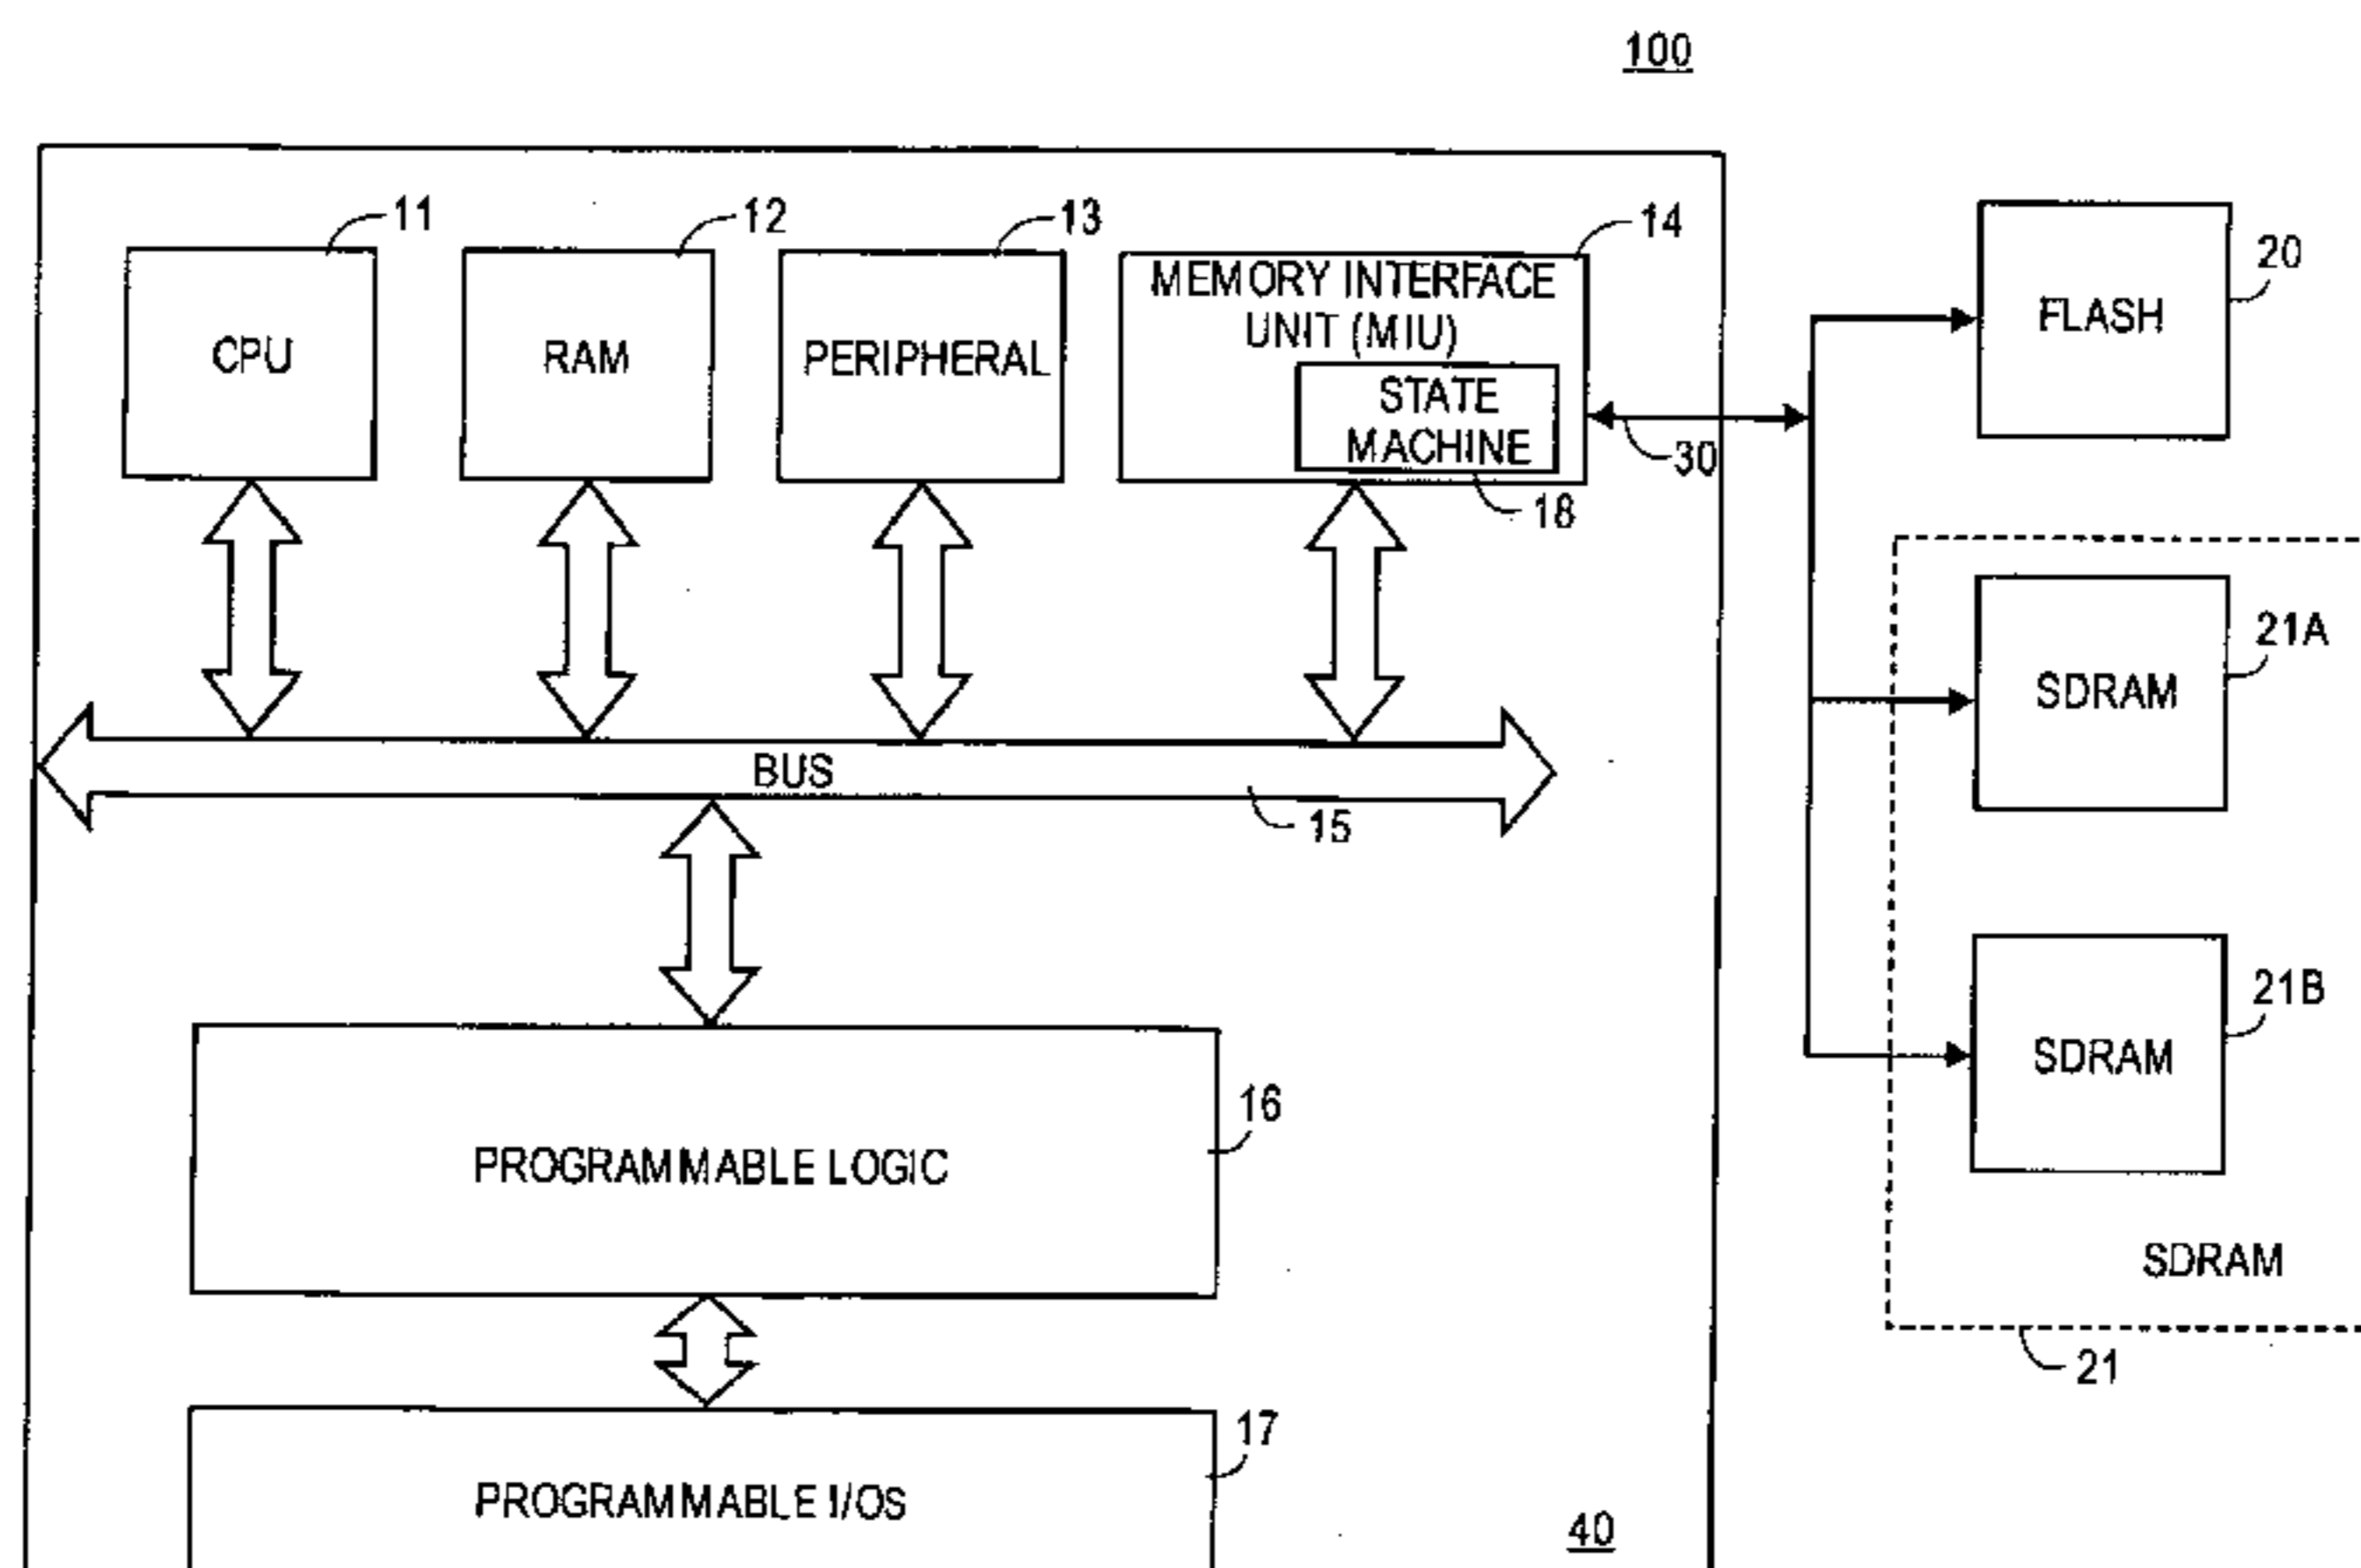 100
11
12
13
14
CPU
RAM
PERIPHERAL
MEMORY INTERFACE
UNIT (MIU)
STATE
MACHINE
18
30
FLASH
20
21A
SDRAM
BUS
15
21B
SDRAM
SDRAM
21
16
PROGRAMMABLE LOGIC
17
PROGRAMMABLE I/OS
40